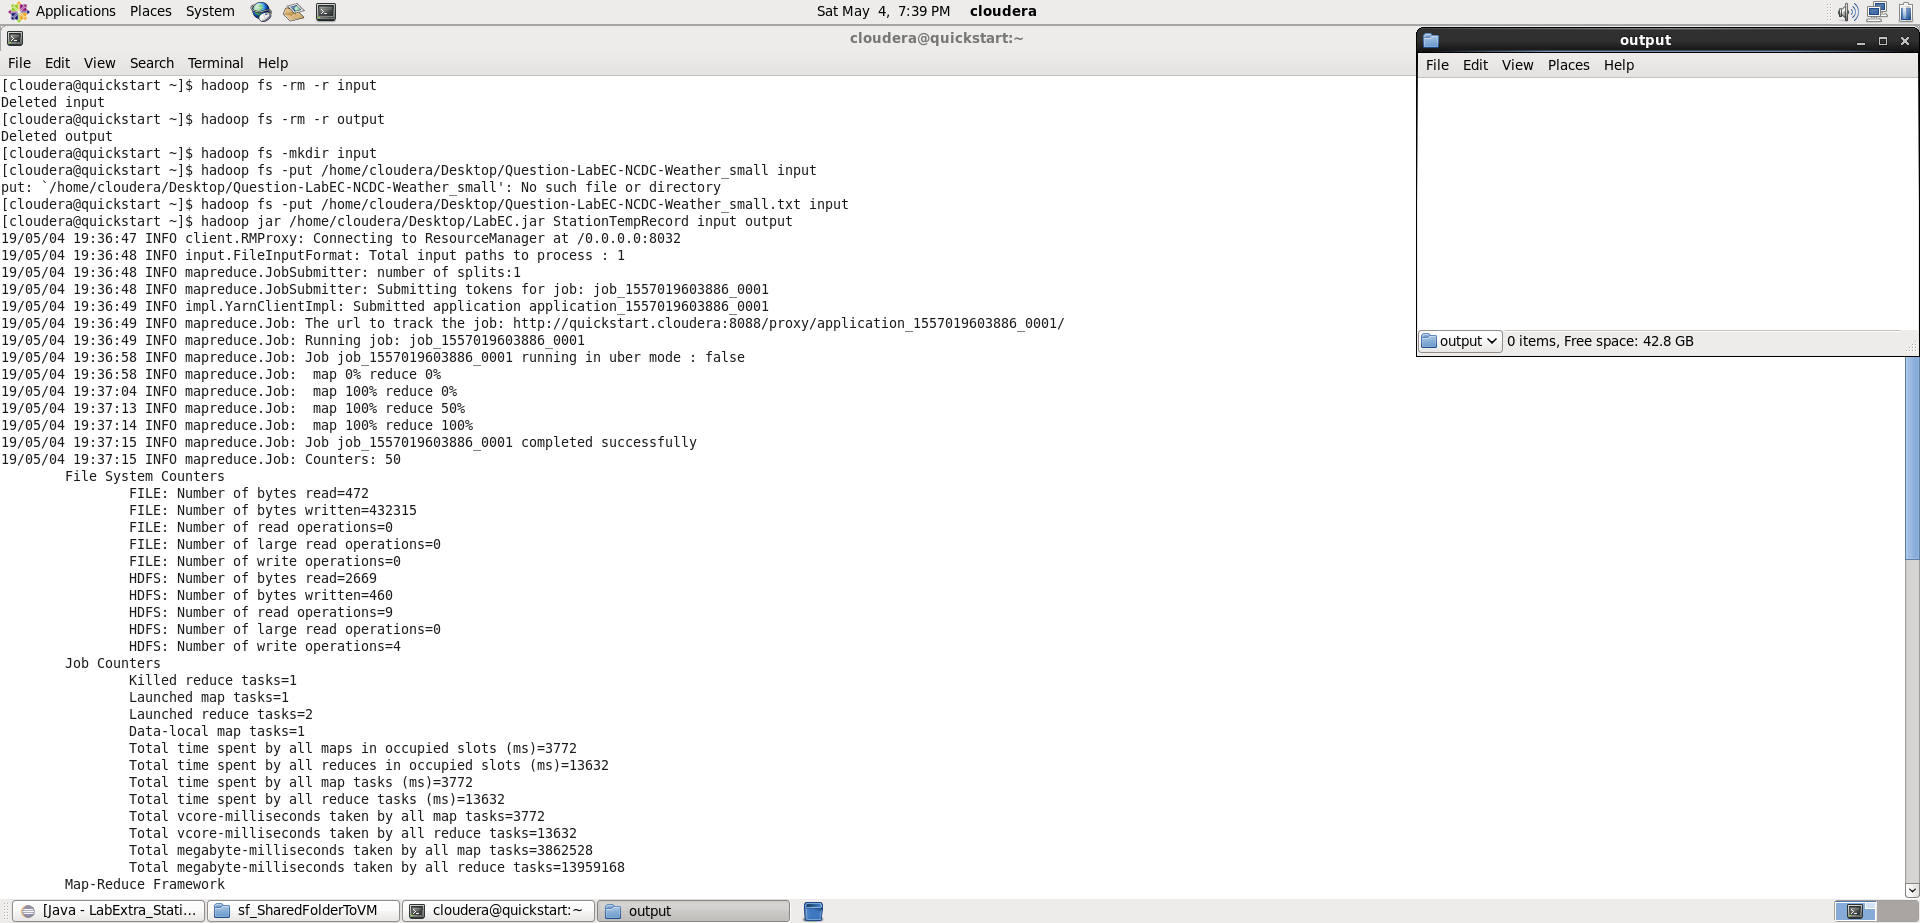 Applications Places System Sat May 4, 7:39 PM cloudera
cloudera@quickstart:~
File Edit View Search Terminal Help
[cloudera@quickstart ~]$ hadoop fs -rm -r input
Deleted input
[cloudera@quickstart ~]$ hadoop fs -rm -r output
Deleted output
[cloudera@quickstart ~]$ hadoop fs -mkdir input
[cloudera@quickstart ~]$ hadoop fs -put /home/cloudera/Desktop/Question-LabEC-NCDC-Weather_small input
put: `/home/cloudera/Desktop/Question-LabEC-NCDC-Weather_small': No such file or directory
[cloudera@quickstart ~]$ hadoop fs -put /home/cloudera/Desktop/Question-LabEC-NCDC-Weather_small.txt input
[cloudera@quickstart ~]$ hadoop jar /home/cloudera/Desktop/LabEC.jar StationTempRecord input output
19/05/04 19:36:47 INFO client.RMProxy: Connecting to ResourceManager at /0.0.0.0:8032
19/05/04 19:36:48 INFO input.FileInputFormat: Total input paths to process : 1
19/05/04 19:36:48 INFO mapreduce.JobSubmitter: number of splits:1
19/05/04 19:36:48 INFO mapreduce.JobSubmitter: Submitting tokens for job: job_1557019603886_0001
19/05/04 19:36:49 INFO impl.YarnClientImpl: Submitted application application_1557019603886_0001
19/05/04 19:36:49 INFO mapreduce.Job: The url to track the job: http://quickstart.cloudera:8088/proxy/application_1557019603886_0001/
19/05/04 19:36:49 INFO mapreduce.Job: Running job: job_1557019603886_0001
19/05/04 19:36:58 INFO mapreduce.Job: Job job_1557019603886_0001 running in uber mode : false
19/05/04 19:36:58 INFO mapreduce.Job:  map 0% reduce 0%
19/05/04 19:37:04 INFO mapreduce.Job:  map 100% reduce 0%
19/05/04 19:37:13 INFO mapreduce.Job:  map 100% reduce 50%
19/05/04 19:37:14 INFO mapreduce.Job:  map 100% reduce 100%
19/05/04 19:37:15 INFO mapreduce.Job: Job job_1557019603886_0001 completed successfully
19/05/04 19:37:15 INFO mapreduce.Job: Counters: 50
File System Counters
FILE: Number of bytes read=472
FILE: Number of bytes written=432315
FILE: Number of read operations=0
FILE: Number of large read operations=0
FILE: Number of write operations=0
HDFS: Number of bytes read=2669
HDFS: Number of bytes written=460
HDFS: Number of read operations=9
HDFS: Number of large read operations=0
HDFS: Number of write operations=4
Job Counters
Killed reduce tasks=1
Launched map tasks=1
Launched reduce tasks=2
Data-local map tasks=1
Total time spent by all maps in occupied slots (ms)=3772
Total time spent by all reduces in occupied slots (ms)=13632
Total time spent by all map tasks (ms)=3772
Total time spent by all reduce tasks (ms)=13632
Total vcore-milliseconds taken by all map tasks=3772
Total vcore-milliseconds taken by all reduce tasks=13632
Total megabyte-milliseconds taken by all map tasks=3862528
Total megabyte-milliseconds taken by all reduce tasks=13959168
Map-Reduce Framework
output
File Edit View Places Help
output 0 items, Free space: 42.8 GB
[Java - LabExtra_Stati... sf_SharedFolderToVM cloudera@quickstart:~ output